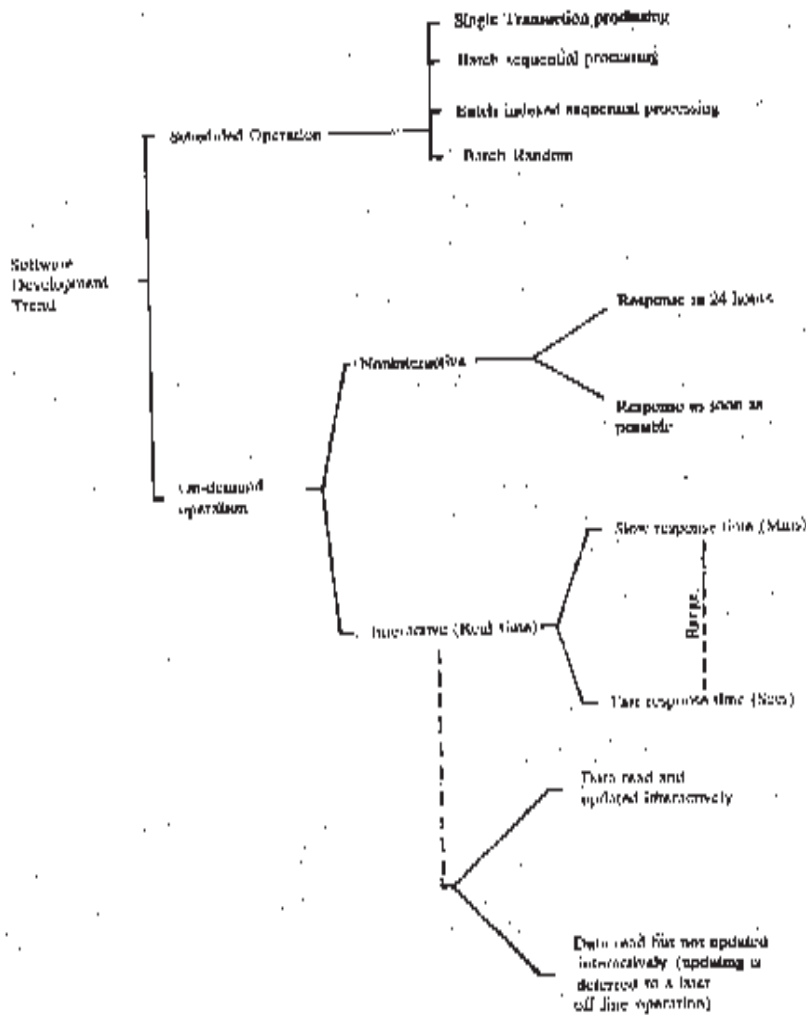 Single Transaction processing
Batch sequential processing
Batch indexed sequential processing
Batch Random
Scheduled Operation
Software
Development
Trend
Response in 24 hours
Noninteractive
Response as soon as
possible
On-demand
operation
Slow response time (Mins)
Range
Interactive (Real time)
Fast response time (Secs)
Data read and
updated interactively
Data read but not updated
interactively (updating is
deferred to a later
off line operation)